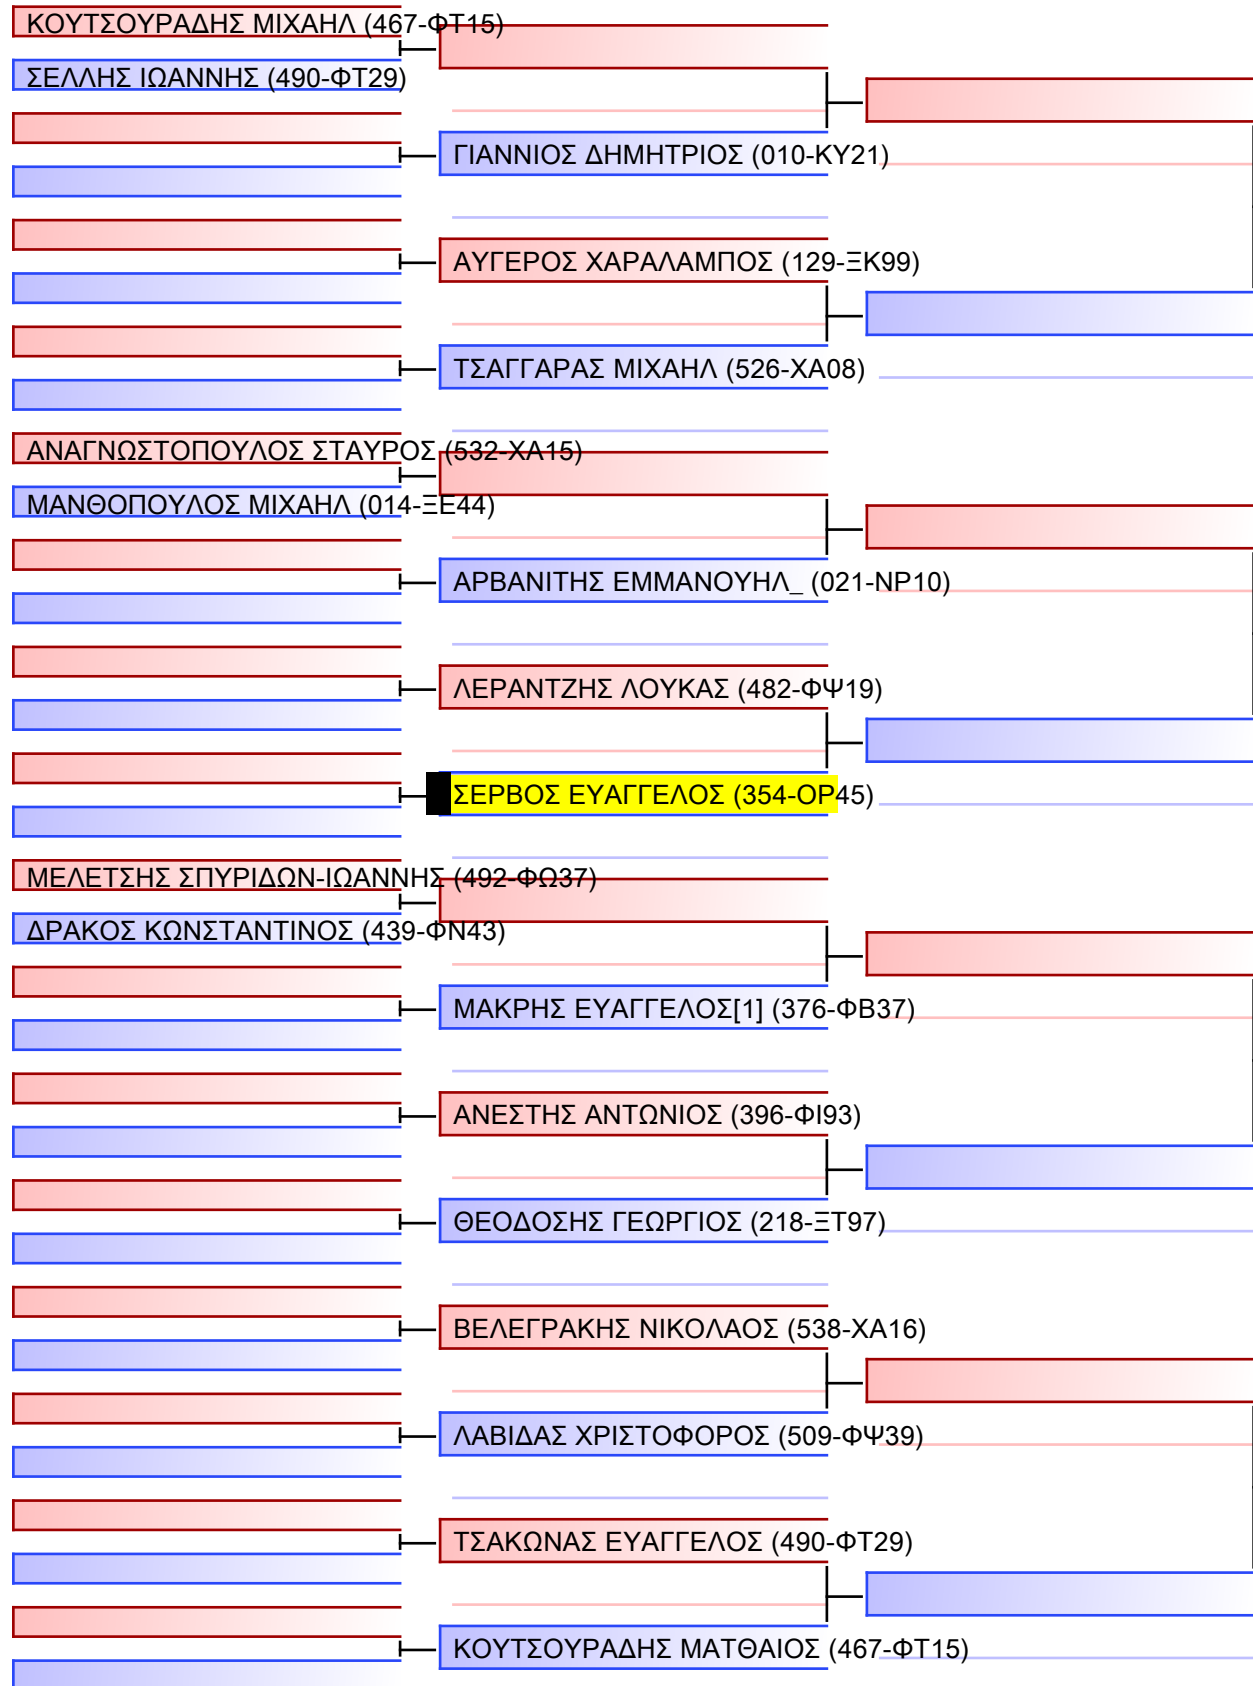 ΚΟΥΤΣΟΥΡΑΔΗΣ ΜΙΧΑΗΛ (467-ΦΤ15)
ΣΕΛΛΗΣ ΙΩΑΝΝΗΣ (490-ΦΤ29)
ΓΙΑΝΝΙΟΣ ΔΗΜΗΤΡΙΟΣ (010-ΚΥ21)
ΑΥΓΕΡΟΣ ΧΑΡΑΛΑΜΠΟΣ (129-ΞΚ99)
ΤΣΑΓΓΑΡΑΣ ΜΙΧΑΗΛ (526-ΧΑ08)
ΑΝΑΓΝΩΣΤΟΠΟΥΛΟΣ ΣΤΑΥΡΟΣ (532-ΧΑ15)
ΜΑΝΘΟΠΟΥΛΟΣ ΜΙΧΑΗΛ (014-ΞΕ44)
ΑΡΒΑΝΙΤΗΣ ΕΜΜΑΝΟΥΗΛ_ (021-ΝΡ10)
ΛΕΡΑΝΤΖΗΣ ΛΟΥΚΑΣ (482-ΦΨ19)
ΣΕΡΒΟΣ ΕΥΑΓΓΕΛΟΣ (354-ΟΡ45)
ΜΕΛΕΤΣΗΣ ΣΠΥΡΙΔΩΝ-ΙΩΑΝΝΗΣ (492-ΦΩ37)
ΔΡΑΚΟΣ ΚΩΝΣΤΑΝΤΙΝΟΣ (439-ΦΝ43)
ΜΑΚΡΗΣ ΕΥΑΓΓΕΛΟΣ[1] (376-ΦΒ37)
ΑΝΕΣΤΗΣ ΑΝΤΩΝΙΟΣ (396-ΦΙ93)
ΘΕΟΔΟΣΗΣ ΓΕΩΡΓΙΟΣ (218-ΞΤ97)
ΒΕΛΕΓΡΑΚΗΣ ΝΙΚΟΛΑΟΣ (538-ΧΑ16)
ΛΑΒΙΔΑΣ ΧΡΙΣΤΟΦΟΡΟΣ (509-ΦΨ39)
ΤΣΑΚΩΝΑΣ ΕΥΑΓΓΕΛΟΣ (490-ΦΤ29)
ΚΟΥΤΣΟΥΡΑΔΗΣ ΜΑΤΘΑΙΟΣ (467-ΦΤ15)